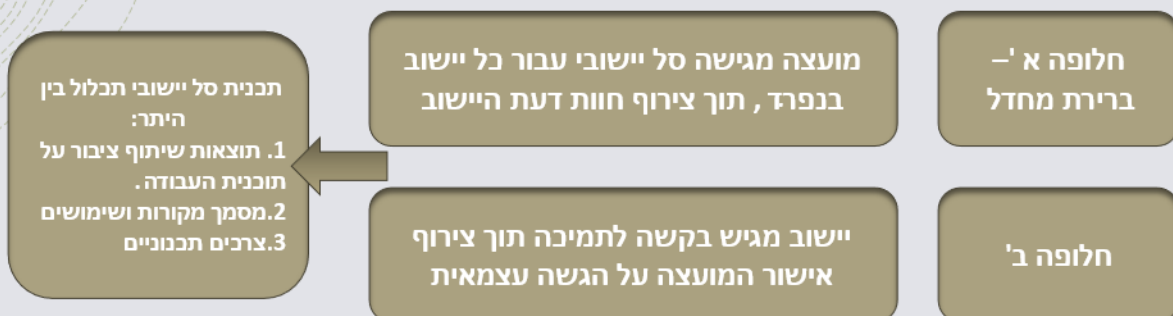 חלופה א '–
ברירת מחדל
מועצה מגישה סל יישובי עבור כל יישוב
בנפרד , תוך צירוף חוות דעת היישוב
תכנית סל יישובי תכלול בין
היתר:
1. תוצאות שיתוף ציבור על
תוכנית העבודה.
2.מסמך מקורות ושימושים
3.צרכים תכנוניים
חלופה ב'
יישוב מגיש בקשה לתמיכה תוך צירוף
אישור המועצה על הגשה עצמאית